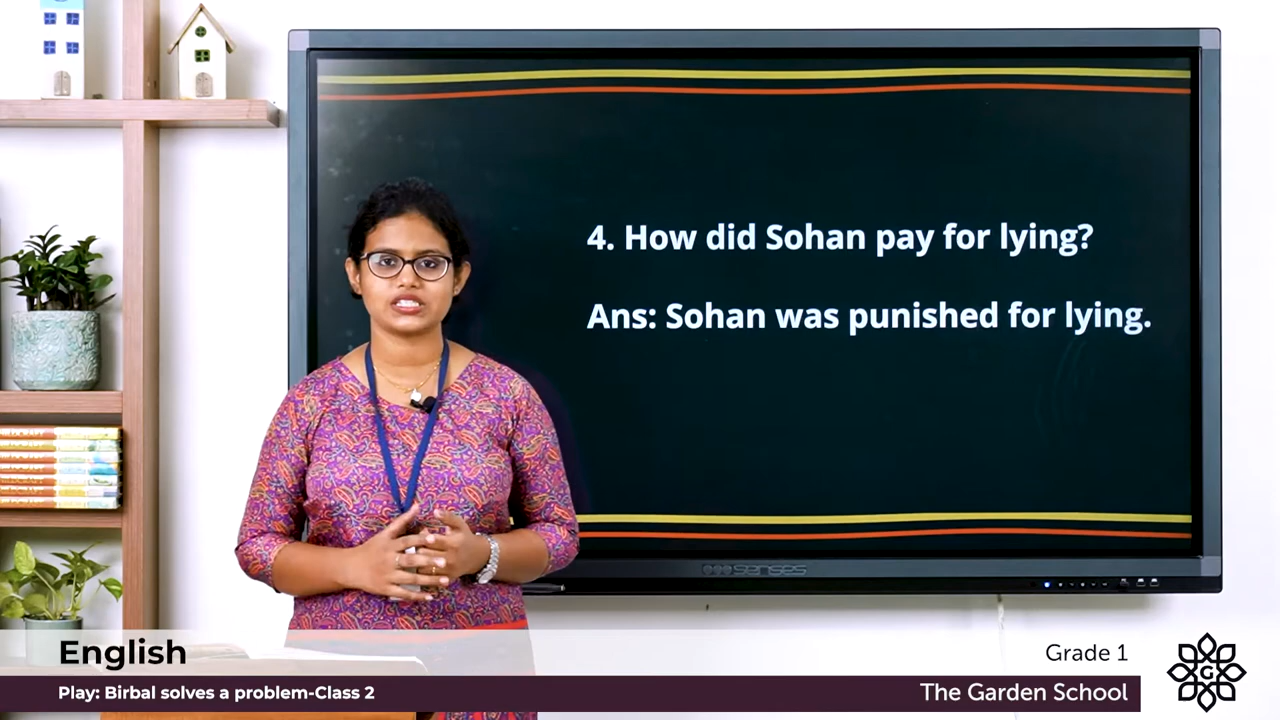 4. How did Sohan pay for lying?
Ans: Sohan was punished for lying.
senses
English
Grade 1
Play: Birbal solves a problem-Class 2
The Garden School
G